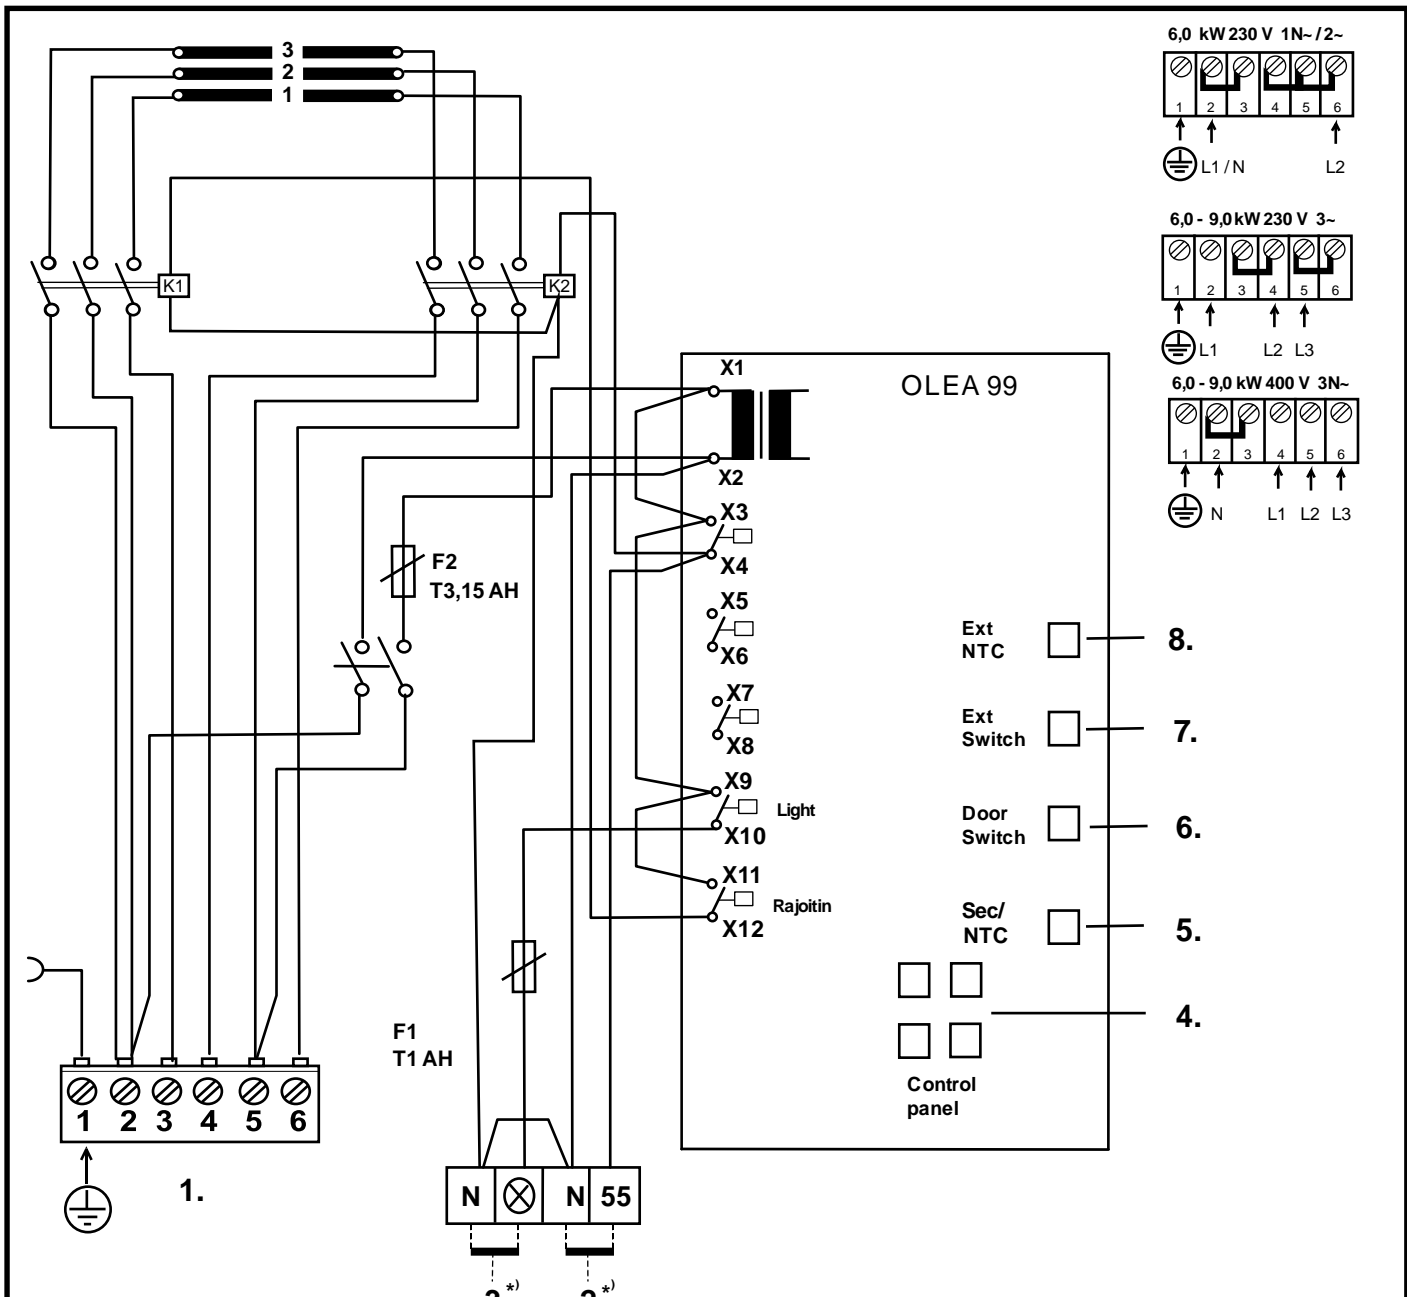 3
2
1
K1
K2
6,0 kW 230 V 1N~ / 2~
1 2 3 4 5 6
L1 / N L2
6,0 - 9,0 kW 230 V 3~
1 2 3 4 5 6
L1 L2 L3
6,0 - 9,0 kW 400 V 3N~
1 2 3 4 5 6
N L1 L2 L3
OLEA 99
X1
X2
X3
X4
X5
X6
X7
X8
X9
Light
X10
X11
Rajoitin
X12
F2
T3,15 AH
Ext
NTC
8.
Ext
Switch
7.
Door
Switch
6.
Sec/
NTC
5.
4.
Control
panel
F1
T1 AH
1 2 3 4 5 6
1.
N N 55
*) *)